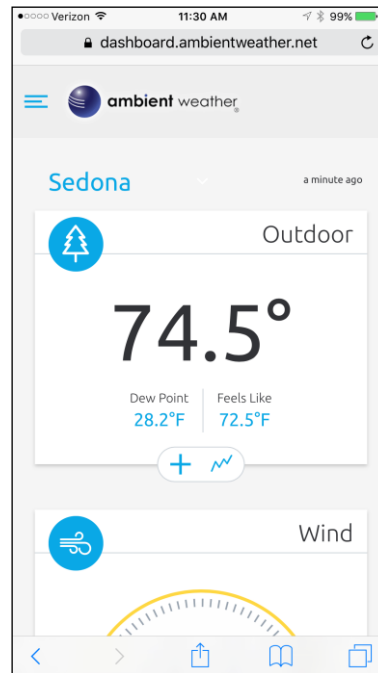 Verizon 11:30 AM 99%
dashboard.ambientweather.net
ambient weather®
Sedona a minute ago
Outdoor
74.5°
Dew Point Feels Like
28.2°F 72.5°F
Wind